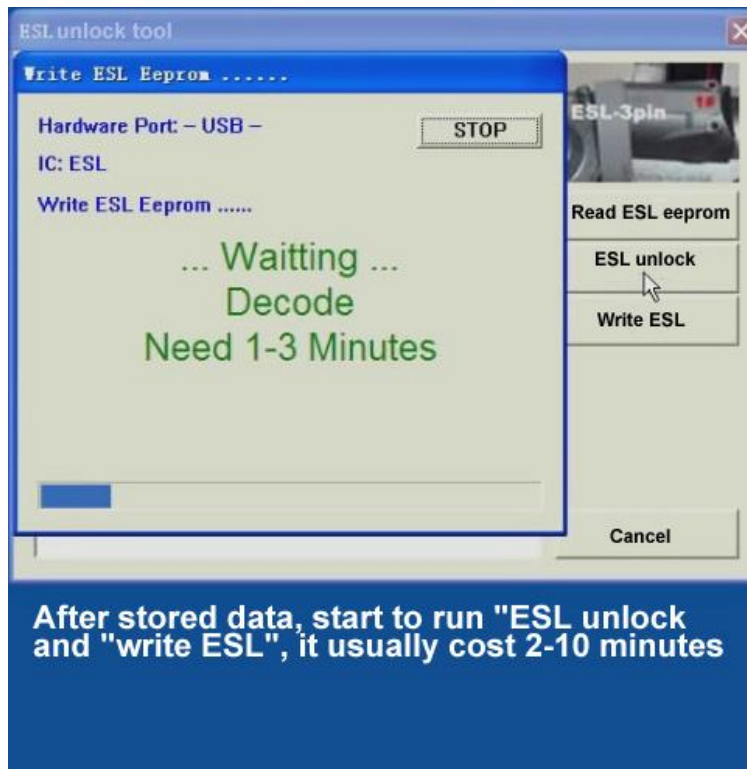 ESL unlock tool
Write ESL Eeprom ......
Hardware Port: – USB –
STOP
IC: ESL
Write ESL Eeprom ......
... Waitting ...
Decode
Need 1-3 Minutes
ESL-3pin
1#
Read ESL eeprom
ESL unlock
Write ESL
Cancel
After stored data, start to run "ESL unlock
and "write ESL", it usually cost 2-10 minutes